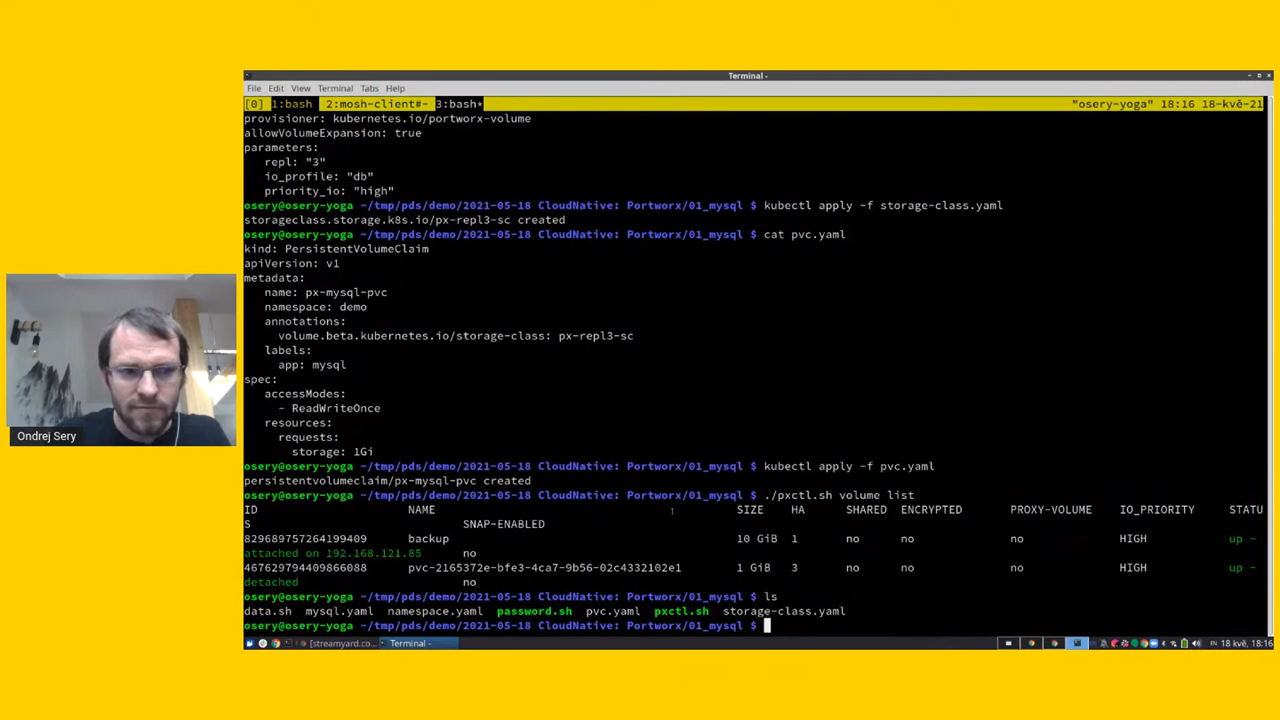 Terminal -
File Edit View Terminal Tabs Help
[0] 1:bash 2:mosh-client#- 3:bash* "osery-yoga" 18:16 18-kvě-21
provisioner: kubernetes.io/portworx-volume
allowVolumeExpansion: true
parameters:
repl: "3"
io_profile: "db"
priority_io: "high"
osery@osery-yoga ~/tmp/pds/demo/2021-05-18 CloudNative: Portworx/01_mysql $ kubectl apply -f storage-class.yaml
storageclass.storage.k8s.io/px-repl3-sc created
osery@osery-yoga ~/tmp/pds/demo/2021-05-18 CloudNative: Portworx/01_mysql $ cat pvc.yaml
kind: PersistentVolumeClaim
apiVersion: v1
metadata:
name: px-mysql-pvc
namespace: demo
annotations:
volume.beta.kubernetes.io/storage-class: px-repl3-sc
labels:
app: mysql
spec:
accessModes:
- ReadWriteOnce
resources:
requests:
storage: 1Gi
osery@osery-yoga ~/tmp/pds/demo/2021-05-18 CloudNative: Portworx/01_mysql $ kubectl apply -f pvc.yaml
persistentvolumeclaim/px-mysql-pvc created
osery@osery-yoga ~/tmp/pds/demo/2021-05-18 CloudNative: Portworx/01_mysql $ ./pxctl.sh volume list
ID NAME SIZE HA SHARED ENCRYPTED PROXY-VOLUME IO_PRIORITY STATU
S SNAP-ENABLED
829689757264199409 backup 10 GiB 1 no no no HIGH up -
attached on 192.168.121.85 no
467629794409866088 pvc-2165372e-bfe3-4ca7-9b56-02c4332102e1 1 GiB 3 no no no HIGH up -
detached no
osery@osery-yoga ~/tmp/pds/demo/2021-05-18 CloudNative: Portworx/01_mysql $ ls
data.sh mysql.yaml namespace.yaml password.sh pvc.yaml pxctl.sh storage-class.yaml
osery@osery-yoga ~/tmp/pds/demo/2021-05-18 CloudNative: Portworx/01_mysql $
Ondrej Sery
[streamyard.co... Terminal - EN 18 kvě, 18:16